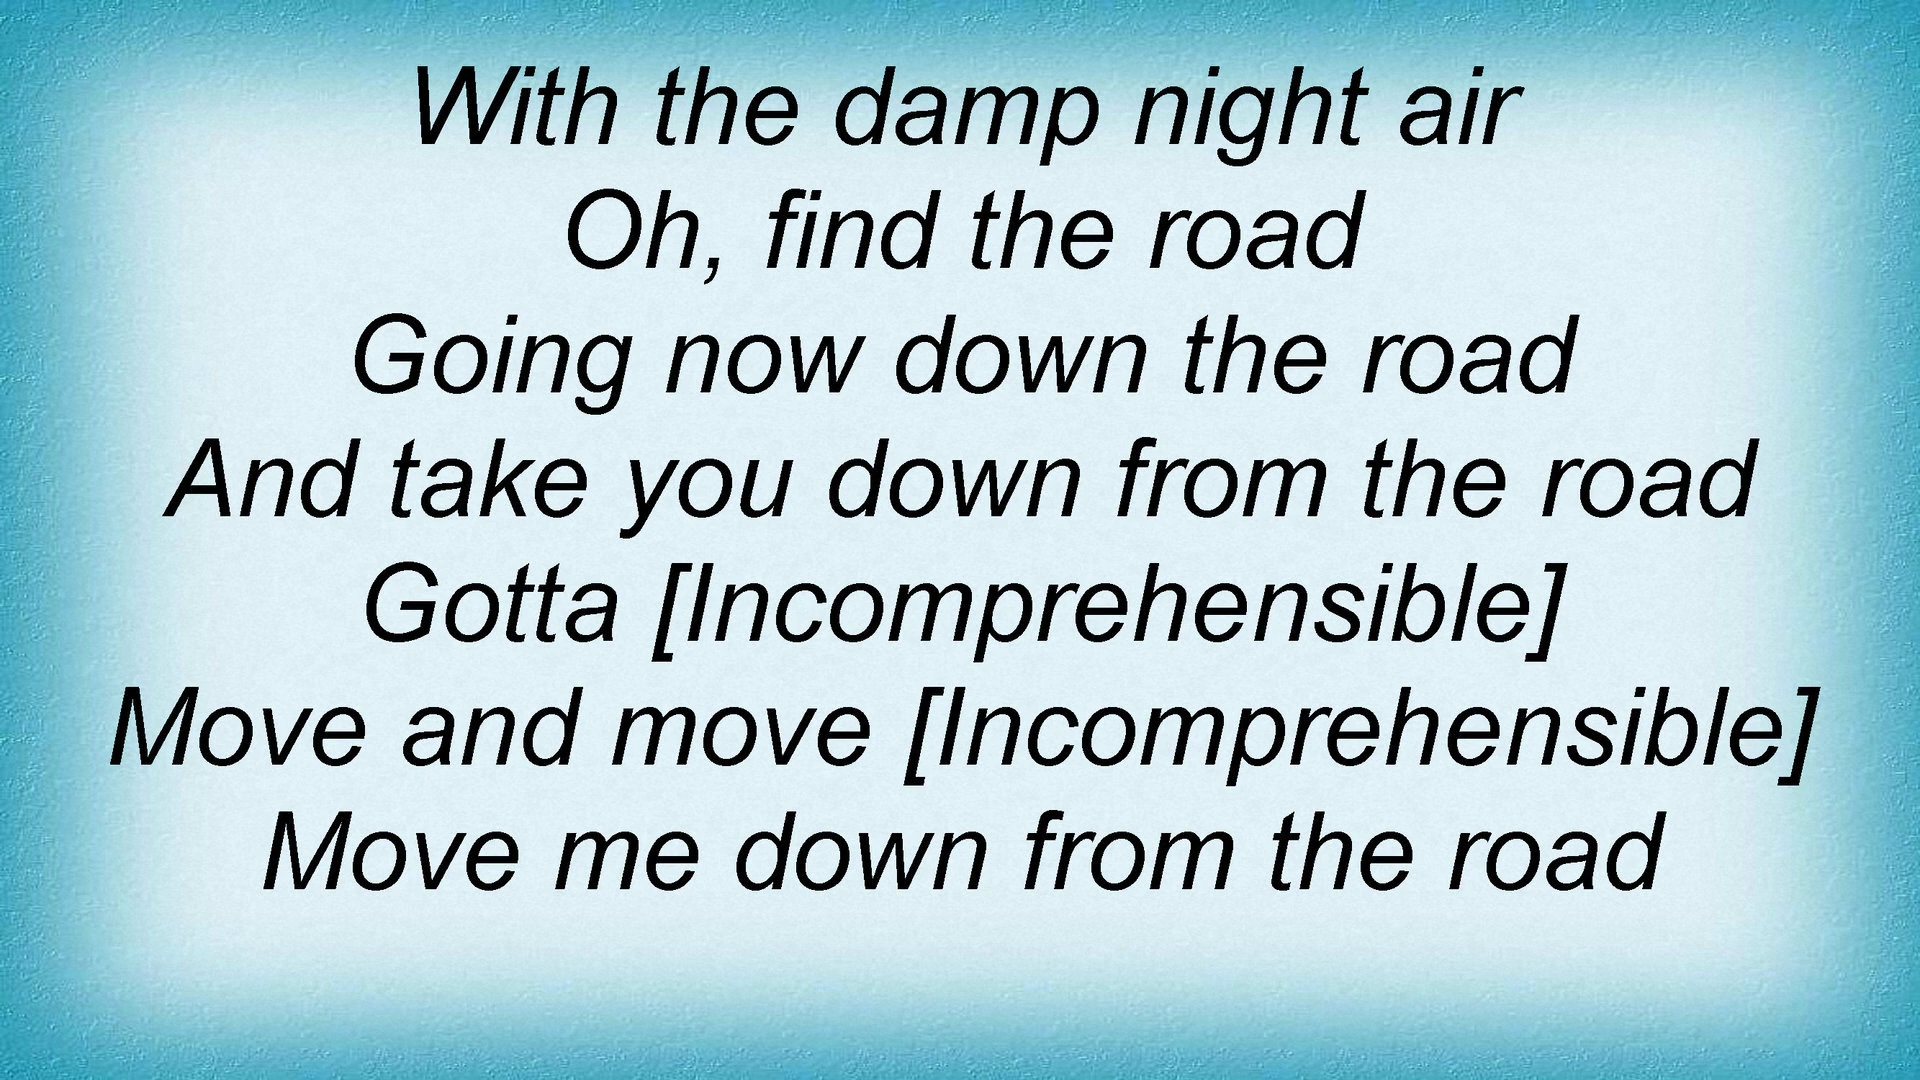 With the damp night air
Oh, find the road
Going now down the road
And take you down from the road
Gotta [Incomprehensible]
Move and move [Incomprehensible]
Move me down from the road